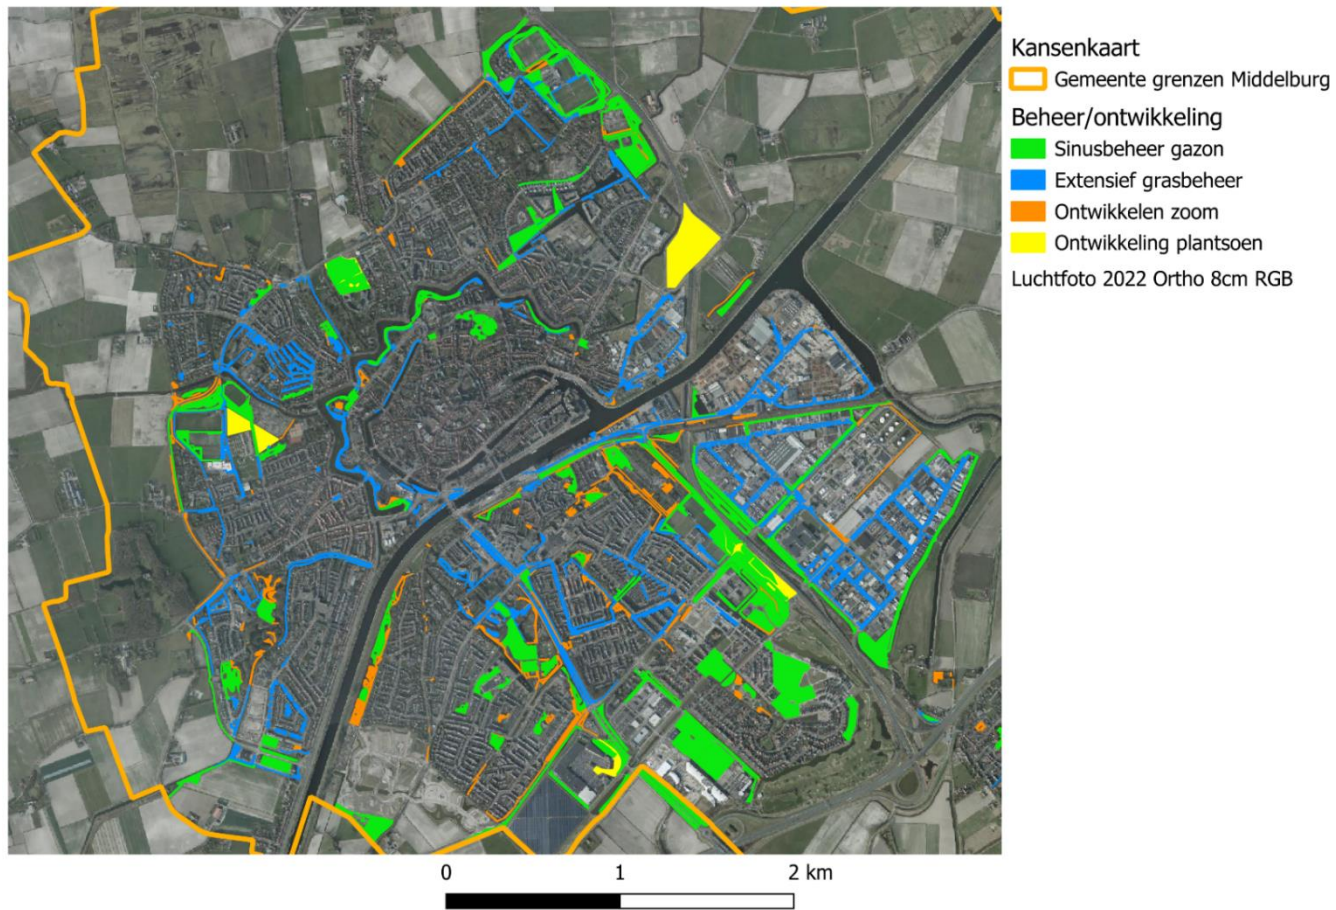 Kansenkaart
Gemeente grenzen Middelburg
Beheer/ontwikkeling
Sinusbeheer gazon
Extensief grasbeheer
Ontwikkelen zoom
Ontwikkeling plantsoen
Luchtfoto 2022 Ortho 8cm RGB
0 1 2 km